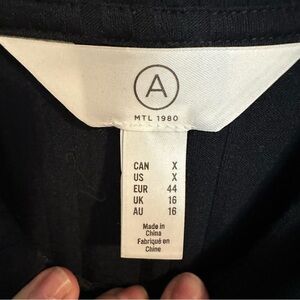 A
MTL 1980
CAN X
US X
EUR 44
UK 16
AU 16
Made in
China
Fabriqué en
Chine